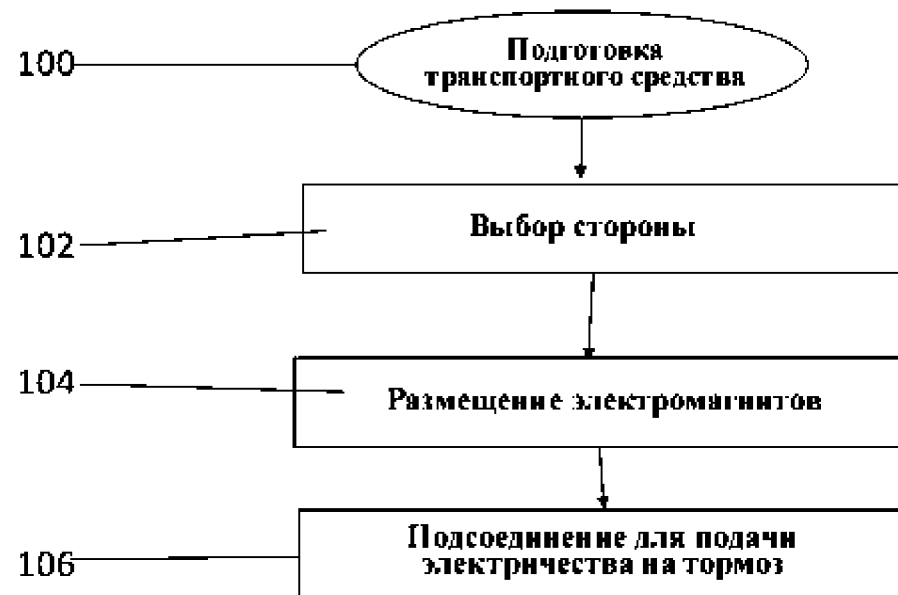 100
Подготовка
транспортного средства
102
Выбор стороны
104
Размещение электромагнитов
106
Подсоединение для подачи
электричества на тормоз